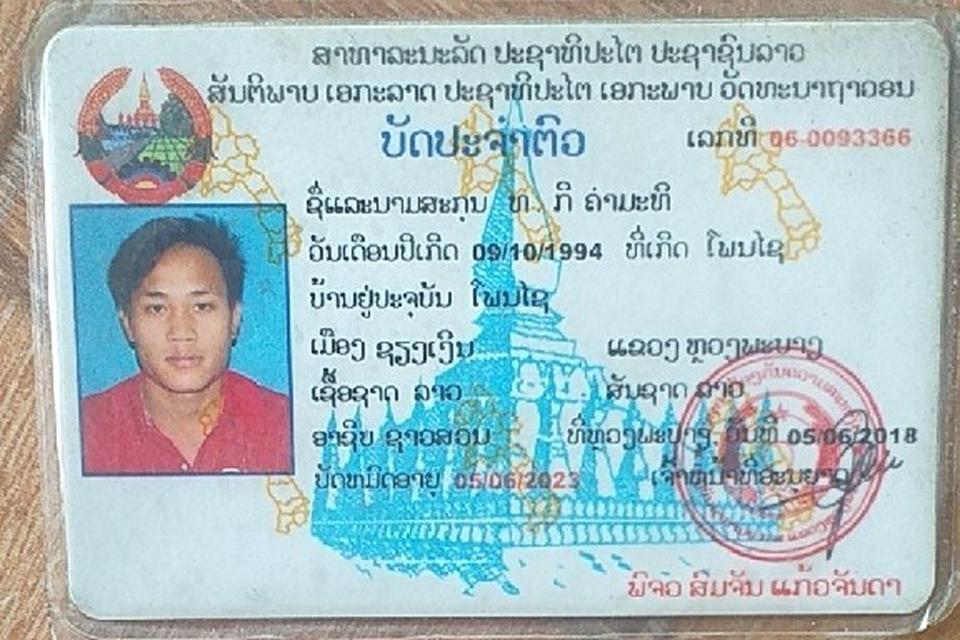 ສາທາລະນະລັດ ປະຊາທິປະໄຕ ປະຊາຊົນລາວ
ສັນຕິພາບ ເອກະລາດ ປະຊາທິປະໄຕ ເອກະພາບ ວັດທະນາຖາວອນ
ບັດປະຈຳຕົວ
ເລກທີ 06-0093366
ຊື່ແລະນາມສະກຸນ ທ. ກີ ຄຳມະທິ
ວັນເດືອນປີເກີດ 09/10/1994 ທີ່ເກີດ ໂພນໄຊ
ບ້ານຢູ່ປະຈຸບັນ ໂພນໄຊ
ເມືອງ ຊຽງເງິນ ແຂວງ ຫຼວງພະບາງ
ເຊື້ອຊາດ ລາວ ສັນຊາດ ລາວ
ອາຊີບ ຊາວສວນ ທີ່ຫຼວງພະບາງ, ວັນທີ 05/06/2018
ບັດຫມົດອາຍຸ 05/06/2023 ເຈົ້າຫນ້າທີ່ອະນຸຍາດ
ພົຈວ ສົມຈັນ ແກ້ວຈັນດາ